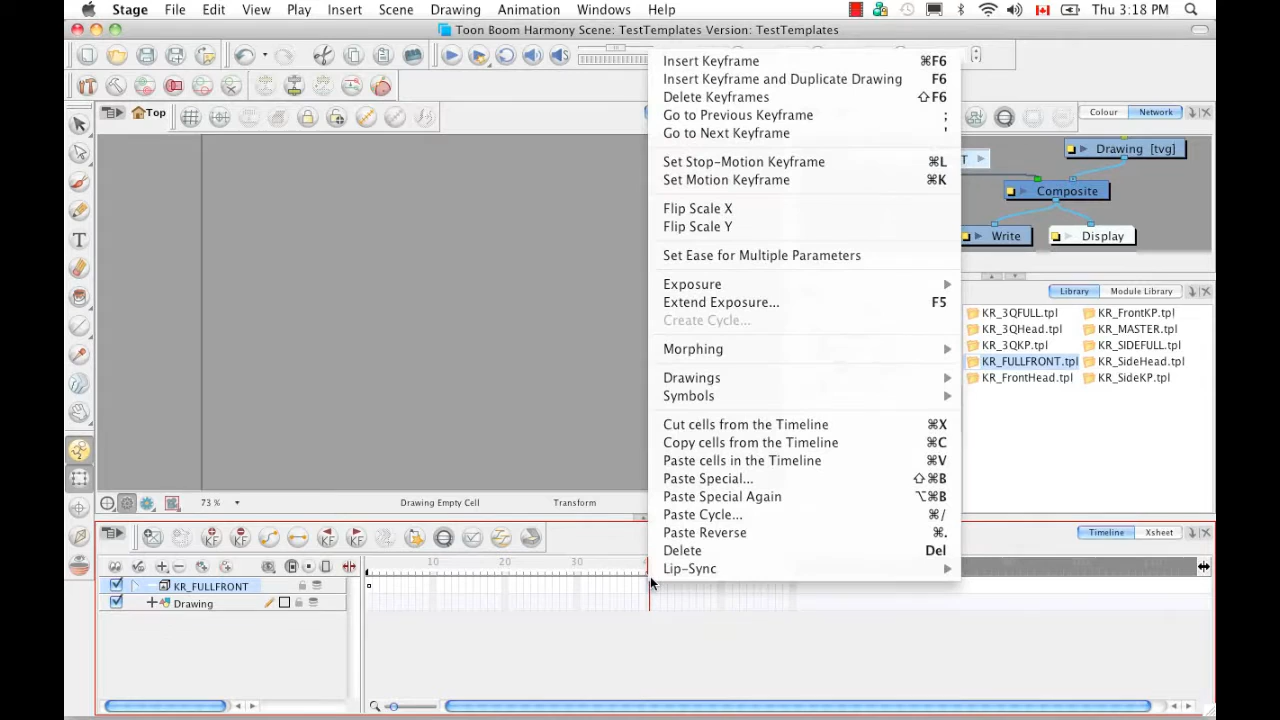 Stage File Edit View Play Insert Scene Drawing Animation Windows Help Thu 3:18 PM
Toon Boom Harmony Scene: TestTemplates Version: TestTemplates
Top
Colour Network
Insert Keyframe ⌘F6
Insert Keyframe and Duplicate Drawing F6
Delete Keyframes ⇧F6
Go to Previous Keyframe ;
Go to Next Keyframe '
Set Stop-Motion Keyframe ⌘L
Set Motion Keyframe ⌘K
Flip Scale X
Flip Scale Y
Set Ease for Multiple Parameters
Exposure
Extend Exposure... F5
Create Cycle...
Morphing
Drawings
Symbols
Cut cells from the Timeline ⌘X
Copy cells from the Timeline ⌘C
Paste cells in the Timeline ⌘V
Paste Special... ⇧⌘B
Paste Special Again ⌥⌘B
Paste Cycle... ⌘/
Paste Reverse ⌘.
Delete Del
Lip-Sync
Drawing [tvg]
T
Composite
Write Display
Library Module Library
KR_3QFULL.tpl KR_FrontKP.tpl
KR_3QHead.tpl KR_MASTER.tpl
KR_3QKP.tpl KR_SIDEFULL.tpl
KR_FULLFRONT.tpl KR_SideHead.tpl
KR_FrontHead.tpl KR_SideKP.tpl
73 % Drawing Empty Cell Transform
Timeline Xsheet
10 20 30
KR_FULLFRONT
Drawing